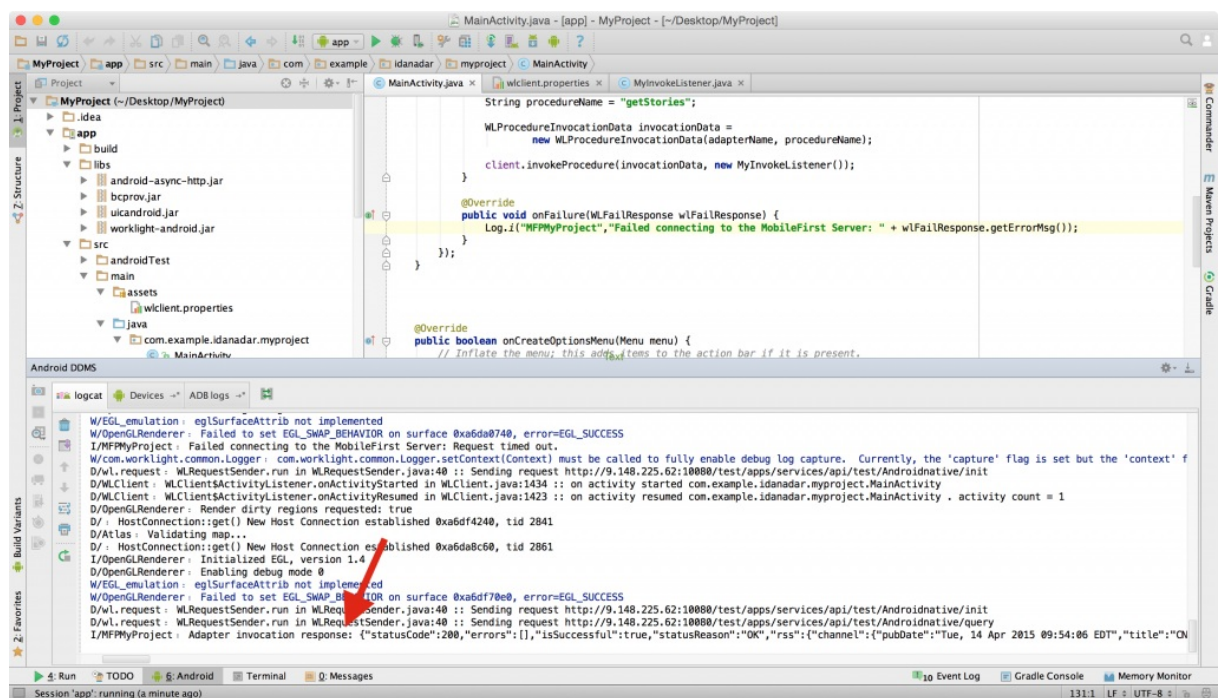 MainActivity.java - [app] - MyProject - [~/Desktop/MyProject]
app
?
MyProject app src main java com example idanadar myproject MainActivity
1: Project
Z: Structure
Build Variants
2: Favorites
Project
MyProject (~/Desktop/MyProject)
.idea
app
build
libs
android-async-http.jar
bcprov.jar
uicandroid.jar
worklight-android.jar
src
androidTest
main
assets
wlclient.properties
java
com.example.idanadar.myproject
MainActivity
MainActivity.java × wlclient.properties × MyInvokeListener.java ×
String procedureName = "getStories";
WLProcedureInvocationData invocationData =
new WLProcedureInvocationData(adapterName, procedureName);
client.invokeProcedure(invocationData, new MyInvokeListener());
}
@Override
public void onFailure(WLFailResponse wlFailResponse) {
Log.i("MFPMyProject","Failed connecting to the MobileFirst Server: " + wlFailResponse.getErrorMsg());
}
});
}
@Override
public boolean onCreateOptionsMenu(Menu menu) {
// Inflate the menu; this adds items to the action bar if it is present.
Text
Commander
m Maven Projects
Gradle
Android DDMS
logcat Devices ADB logs
W/EGL_emulation﹕ eglSurfaceAttrib not implemented
W/OpenGLRenderer﹕ Failed to set EGL_SWAP_BEHAVIOR on surface 0xa6da0740, error=EGL_SUCCESS
I/MFPMyProject﹕ Failed connecting to the MobileFirst Server: Request timed out.
W/com.worklight.common.Logger﹕ com.worklight.common.Logger.setContext(Context) must be called to fully enable debug log capture.  Currently, the 'capture' flag is set but the 'context' f
D/wl.request﹕ WLRequestSender.run in WLRequestSender.java:40 :: Sending request http://9.148.225.62:10080/test/apps/services/api/test/Androidnative/init
D/WLClient﹕ WLClient$ActivityListener.onActivityStarted in WLClient.java:1434 :: on activity started com.example.idanadar.myproject.MainActivity
D/WLClient﹕ WLClient$ActivityListener.onActivityResumed in WLClient.java:1423 :: on activity resumed com.example.idanadar.myproject.MainActivity . activity count = 1
D/OpenGLRenderer﹕ Render dirty regions requested: true
D/﹕ HostConnection::get() New Host Connection established 0xa6df4240, tid 2841
D/Atlas﹕ Validating map...
D/﹕ HostConnection::get() New Host Connection established 0xa6da8c60, tid 2861
I/OpenGLRenderer﹕ Initialized EGL, version 1.4
D/OpenGLRenderer﹕ Enabling debug mode 0
W/EGL_emulation﹕ eglSurfaceAttrib not implemented
W/OpenGLRenderer﹕ Failed to set EGL_SWAP_BEHAVIOR on surface 0xa6df70e0, error=EGL_SUCCESS
D/wl.request﹕ WLRequestSender.run in WLRequestSender.java:40 :: Sending request http://9.148.225.62:10080/test/apps/services/api/test/Androidnative/init
D/wl.request﹕ WLRequestSender.run in WLRequestSender.java:40 :: Sending request http://9.148.225.62:10080/test/apps/services/api/test/Androidnative/query
I/MFPMyProject﹕ Adapter invocation response: {"statusCode":200,"errors":[],"isSuccessful":true,"statusReason":"OK","rss":{"channel":{"pubDate":"Tue, 14 Apr 2015 09:54:06 EDT","title":"CN
4: Run TODO 6: Android Terminal 0: Messages 10 Event Log Gradle Console Memory Monitor
Session 'app': running (a minute ago) 131:1 LF UTF-8